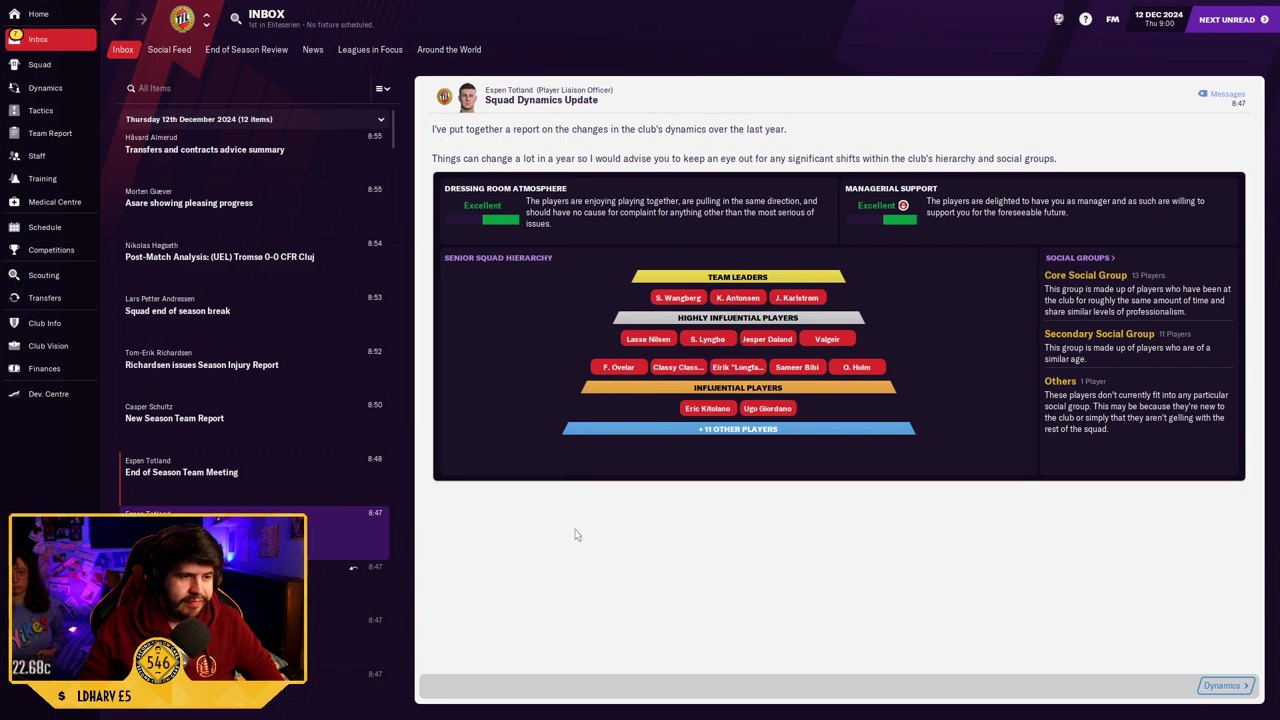 Home
7
Inbox
Squad
Dynamics
Tactics
Team Report
Staff
Training
Medical Centre
Schedule
Competitions
Scouting
Transfers
Club Info
Club Vision
Finances
Dev. Centre
TIL
INBOX
1st in Eliteserien - No fixture scheduled.
FM
12 DEC 2024
Thu 9:00
NEXT UNREAD
Inbox
Social Feed
End of Season Review
News
Leagues in Focus
Around the World
All Items
Thursday 12th December 2024 (12 items)
Håvard Almerud
8:55
Transfers and contracts advice summary
Morten Giæver
8:55
Asare showing pleasing progress
Nikolas Høgseth
8:54
Post-Match Analysis: (UEL) Tromsø 0-0 CFR Cluj
Lars Petter Andressen
8:53
Squad end of season break
Tom-Erik Richardsen
8:52
Richardsen issues Season Injury Report
Casper Schultz
8:50
New Season Team Report
Espen Totland
8:48
End of Season Team Meeting
Espen Totland
8:47
8:47
8:47
8:47
TIL
Espen Totland (Player Liaison Officer)
Squad Dynamics Update
Messages
8:47
I've put together a report on the changes in the club's dynamics over the last year.
Things can change a lot in a year so I would advise you to keep an eye out for any significant shifts within the club's hierarchy and social groups.
DRESSING ROOM ATMOSPHERE
Excellent
The players are enjoying playing together, are pulling in the same direction, and
should have no cause for complaint for anything other than the most serious of
issues.
MANAGERIAL SUPPORT
Excellent
The players are delighted to have you as manager and as such are willing to
support you for the foreseeable future.
SENIOR SQUAD HIERARCHY
TEAM LEADERS
S. Wangberg
K. Antonsen
J. Karlstrøm
HIGHLY INFLUENTIAL PLAYERS
Lasse Nilsen
S. Lyngbo
Jesper Daland
Valgeir
F. Ovelar
Classy Class...
Eirik "Longfa...
Sameer Bibi
O. Holm
INFLUENTIAL PLAYERS
Eric Kitolano
Ugo Giordano
+ 11 OTHER PLAYERS
SOCIAL GROUPS >
Core Social Group 13 Players
This group is made up of players who have been at
the club for roughly the same amount of time and
share similar levels of professionalism.
Secondary Social Group 11 Players
This group is made up of players who are of a
similar age.
Others 1 Player
These players don't currently fit into any particular
social group. This may be because they're new to
the club or simply that they aren't gelling with the
rest of the squad.
Dynamics >
Yikes
22.68c
546
$ LDHARY £5